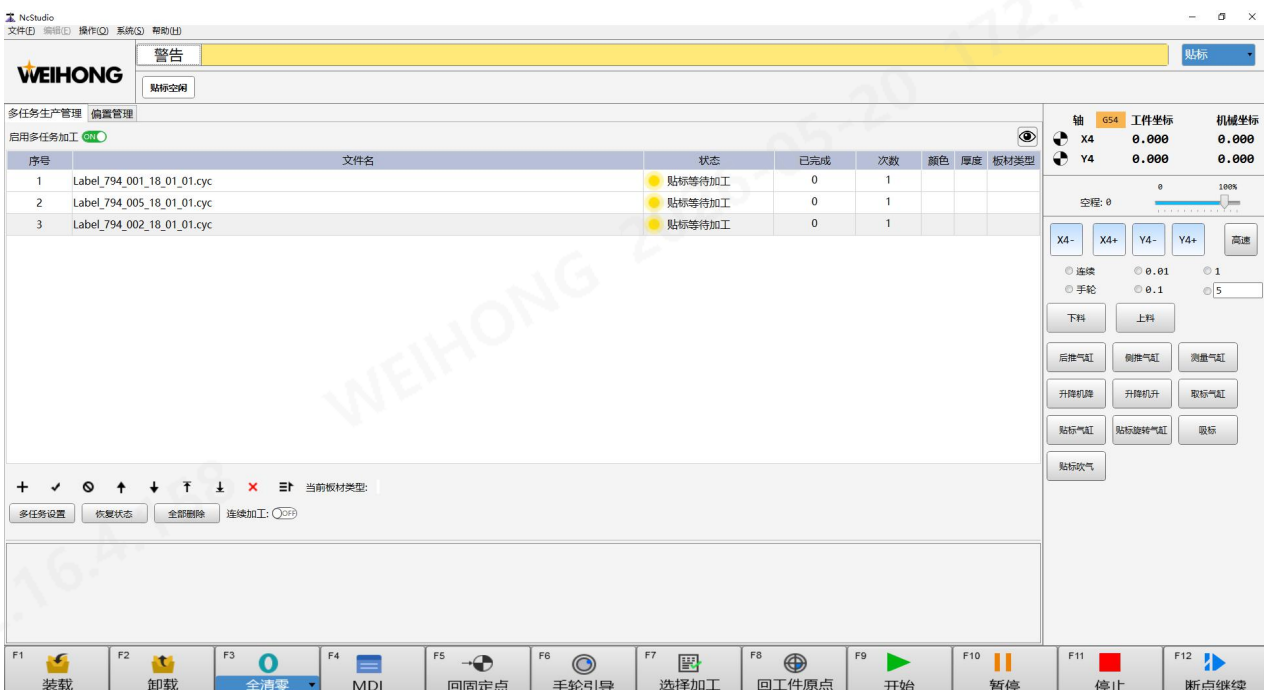 NcStudio
文件(F) 编辑(E) 操作(O) 系统(S) 帮助(H)
WEIHONG
警告
贴标
贴标空闲
多任务生产管理 偏置管理
启用多任务加工 ON
序号 文件名 状态 已完成 次数 颜色 厚度 板材类型
1 Label_794_001_18_01_01.cyc 贴标等待加工 0 1
2 Label_794_005_18_01_01.cyc 贴标等待加工 0 1
3 Label_794_002_18_01_01.cyc 贴标等待加工 0 1
当前板材类型:
多任务设置 恢复状态 全部删除 连续加工: OFF
轴 G54 工件坐标 机械坐标
X4 0.000 0.000
Y4 0.000 0.000
0 100%
空程: 0
X4- X4+ Y4- Y4+ 高速
连续 0.01 1
手轮 0.1 5
下料 上料
后推气缸 侧推气缸 测量气缸
升降机降 升降机升 取标气缸
贴标气缸 贴标旋转气缸 吸标
贴标吹气
F1 装载
F2 卸载
F3 全清零
F4 MDI
F5 回固定点
F6 手轮引导
F7 选择加工
F8 回工件原点
F9 开始
F10 暂停
F11 停止
F12 断点继续